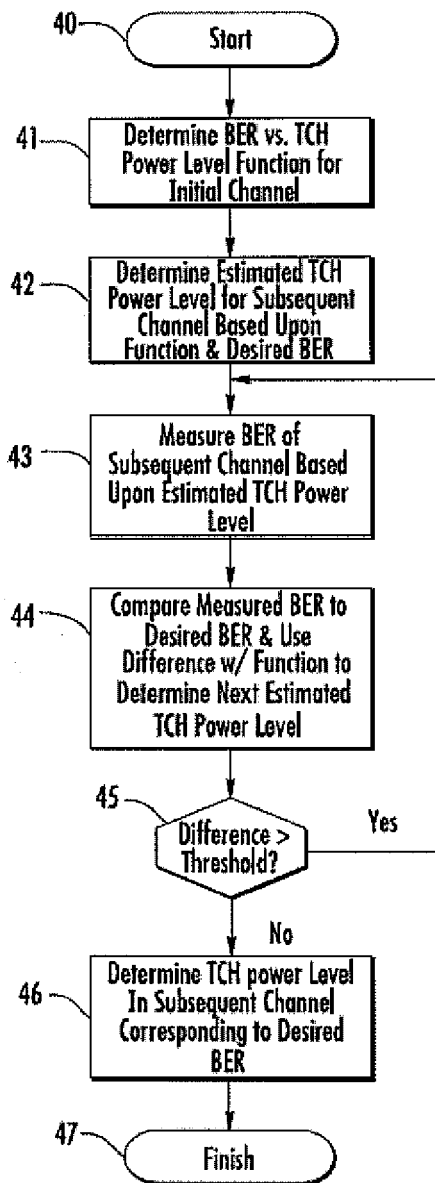 40
Start
41
Determine BER vs. TCH
Power Level Function for
Initial Channel
42
Determine Estimated TCH
Power Level for Subsequent
Channel Based Upon
Function & Desired BER
43
Measure BER of
Subsequent Channel Based
Upon Estimated TCH Power
Level
44
Compare Measured BER to
Desired BER & Use
Difference w/ Function to
Determine Next Estimated
TCH Power Level
45
Difference >
Threshold?
Yes
No
46
Determine TCH power Level
In Subsequent Channel
Corresponding to Desired
BER
47
Finish